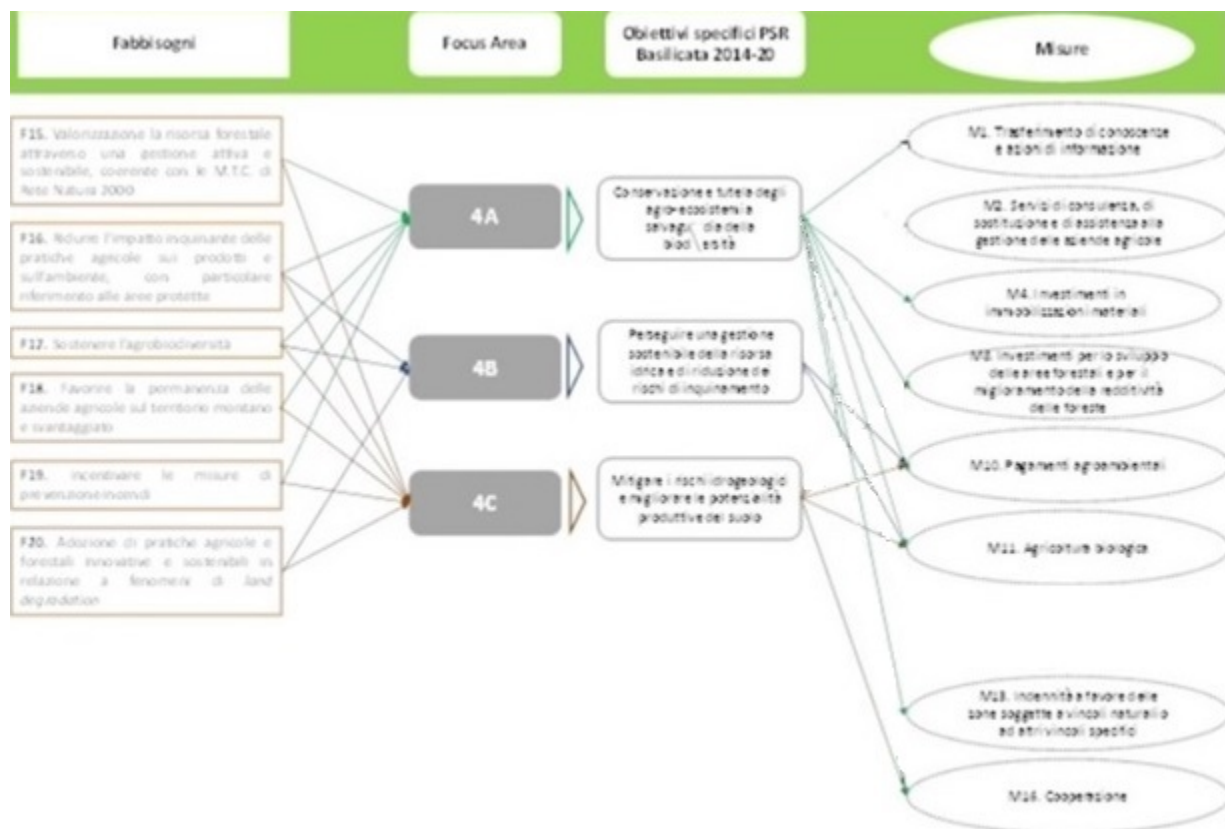 Fabbisogni
Focus Area
Obiettivi specifici PSR
Basilicata 2014-20
Misure
F15. Valorizzazione la risorsa forestale
attraverso una gestione attiva e
sostenibile, coerente con le M.T.C. di
Rete Natura 2000
F16. Ridurre l'impatto inquinante delle
pratiche agricole sui prodotti e
sull'ambiente, con particolare
riferimento alle aree protette
F17. Sostenere l'agrobiodiversità
F18. Favorire la permanenza delle
aziende agricole sul territorio montano
e svantaggiato
F19. incentivare le misure di
prevenzione incendi
F20. Adozione di pratiche agricole e
forestali innovative e sostenibili in
relazione a fenomeni di land
degradation
4A
4B
4C
Conservazione e tutela degli
agro-ecosistemi la
della
Perseguire una gestione
sostenibile della risorsa
idrica e di riduzione dei
rischi di inquinamento
Mitigare i rischi idrogeologici
e migliorare le potenzialità
produttive del suolo
M1. Trasferimento di conoscenze
e azioni di informazione
M2. Servizi di consulenza, di
sostituzione e di assistenza alla
gestione delle aziende agricole
M4. Investimenti in
immobilizzazioni materiali
M8. Investimenti per lo sviluppo
delle aree forestali e per il
miglioramento della redditività
delle foreste
M10. Pagamenti agroambientali
M11. Agricoltura biologica
M13. Indennità a favore delle
zone soggette a vincoli naturali o
ad altri vincoli specifici
M16. Cooperazione